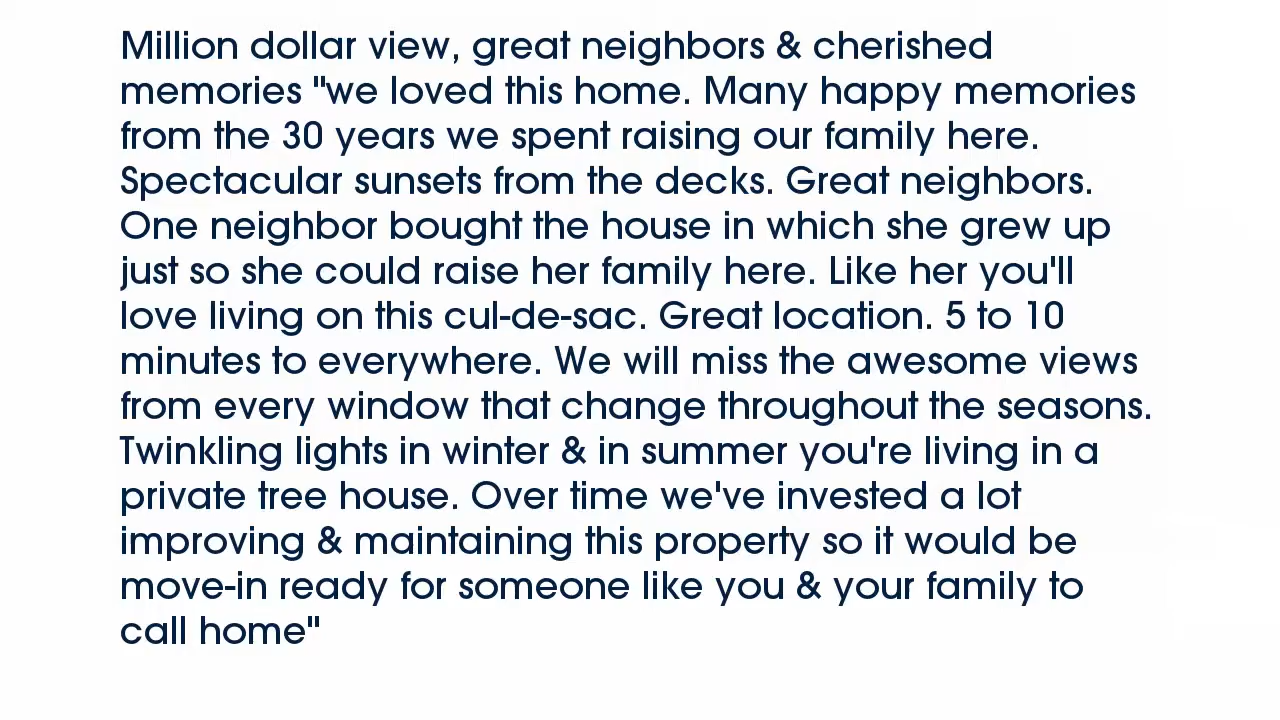 Million dollar view, great neighbors & cherished
memories "we loved this home. Many happy memories
from the 30 years we spent raising our family here.
Spectacular sunsets from the decks. Great neighbors.
One neighbor bought the house in which she grew up
just so she could raise her family here. Like her you'll
love living on this cul-de-sac. Great location. 5 to 10
minutes to everywhere. We will miss the awesome views
from every window that change throughout the seasons.
Twinkling lights in winter & in summer you're living in a
private tree house. Over time we've invested a lot
improving & maintaining this property so it would be
move-in ready for someone like you & your family to
call home"